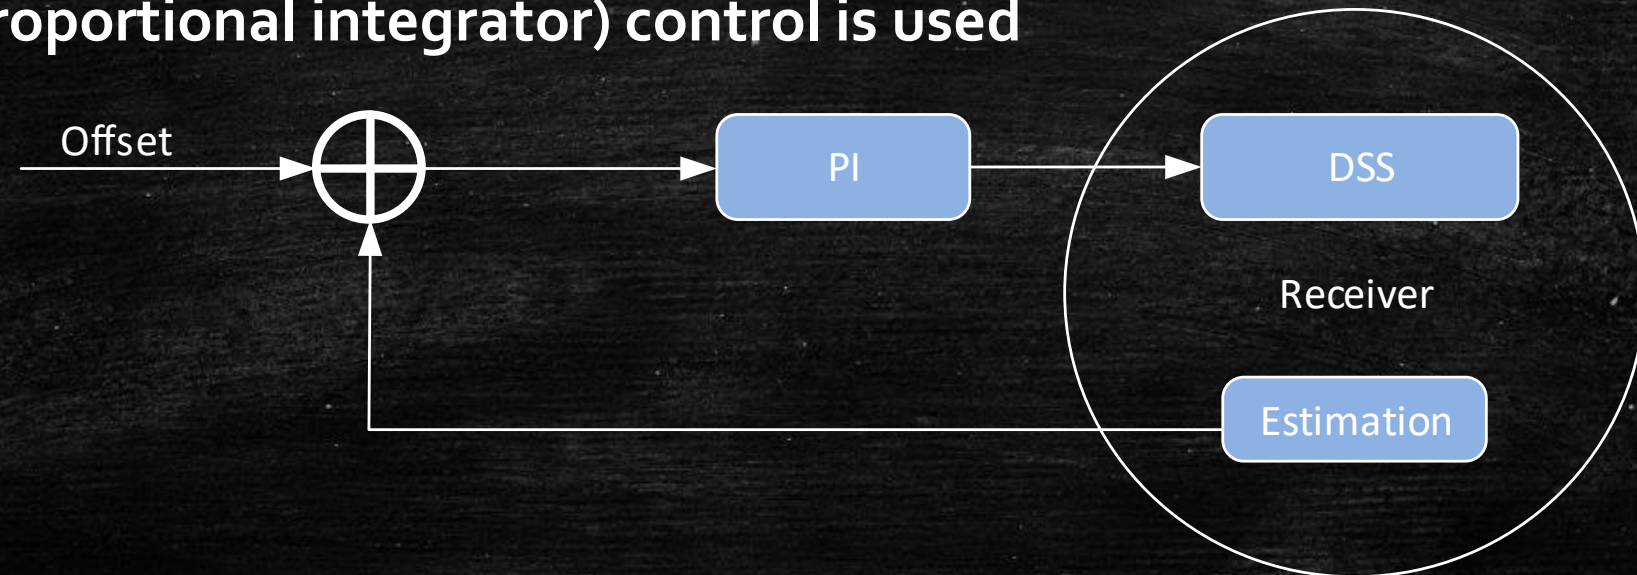 roportional integrator) control is used
Offset
PI
DSS
Receiver
Estimation